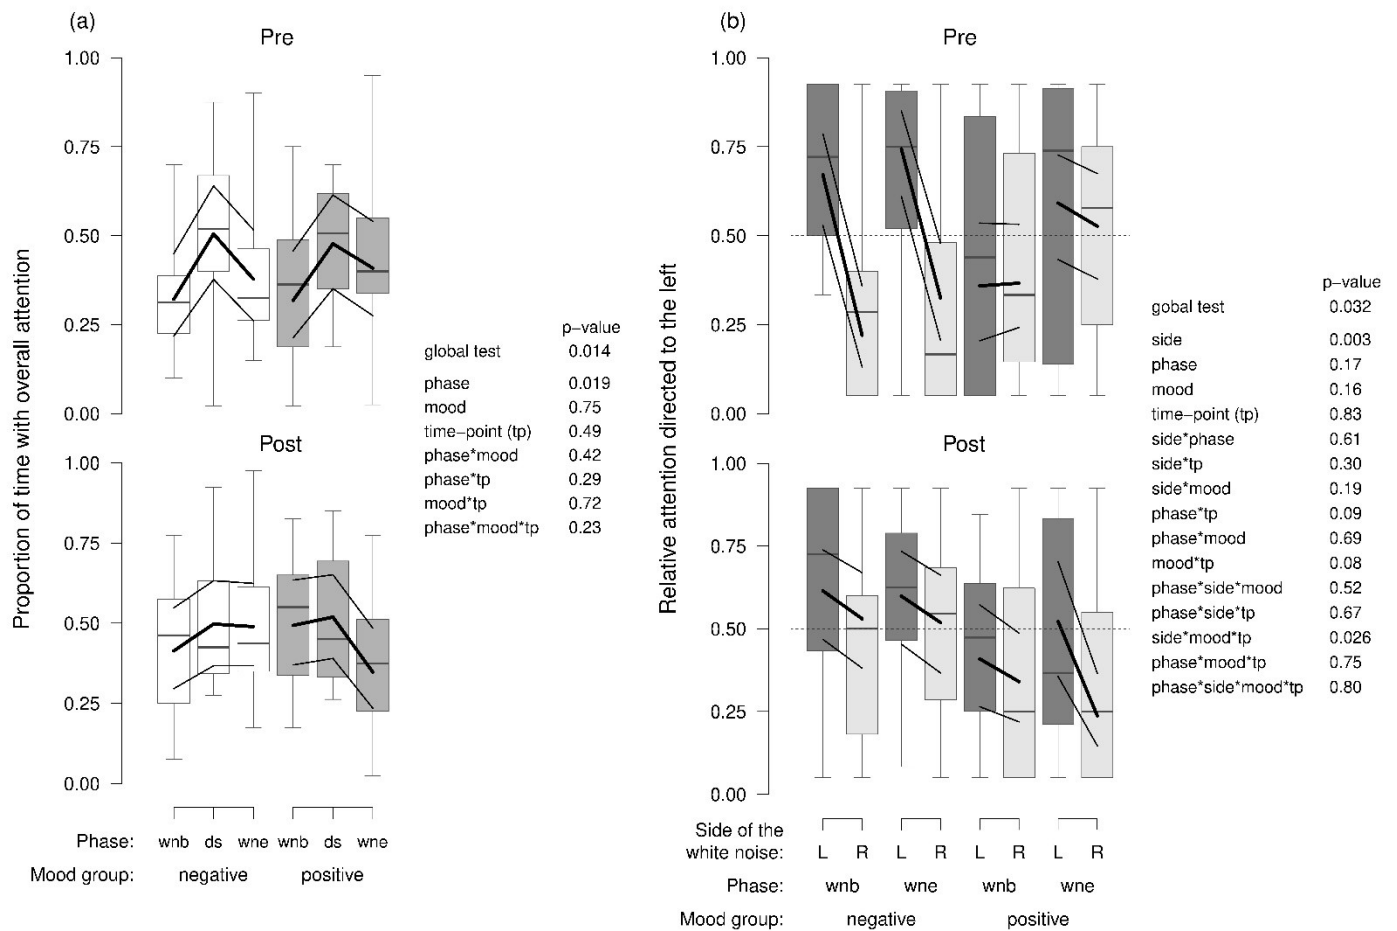 (a)
Pre
Proportion of time with overall attention
1.00
0.75
0.50
0.25
0.00
Post
1.00
0.75
0.50
0.25
0.00
Phase: wnb ds wne wnb ds wne
Mood group: negative positive
p−value
global test 0.014
phase 0.019
mood 0.75
time−point (tp) 0.49
phase*mood 0.42
phase*tp 0.29
mood*tp 0.72
phase*mood*tp 0.23
(b)
Pre
Relative attention directed to the left
1.00
0.75
0.50
0.25
0.00
Post
1.00
0.75
0.50
0.25
0.00
Side of the
white noise: L R L R L R L R
Phase: wnb wne wnb wne
Mood group: negative positive
p−value
gobal test 0.032
side 0.003
phase 0.17
mood 0.16
time−point (tp) 0.83
side*phase 0.61
side*tp 0.30
side*mood 0.19
phase*tp 0.09
phase*mood 0.69
mood*tp 0.08
phase*side*mood 0.52
phase*side*tp 0.67
side*mood*tp 0.026
phase*mood*tp 0.75
phase*side*mood*tp 0.80